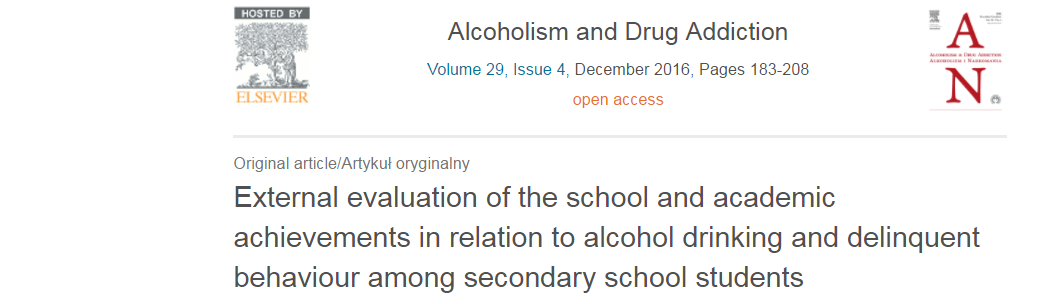 HOSTED BY
ELSEVIER
Alcoholism and Drug Addiction
Volume 29, Issue 4, December 2016, Pages 183-208
open access
A
ALCOHOLISM & DRUG ADDICTION
ALKOHOLIZM I NARKOMANIA
N
Original article/Artykuł oryginalny
External evaluation of the school and academic
achievements in relation to alcohol drinking and delinquent
behaviour among secondary school students